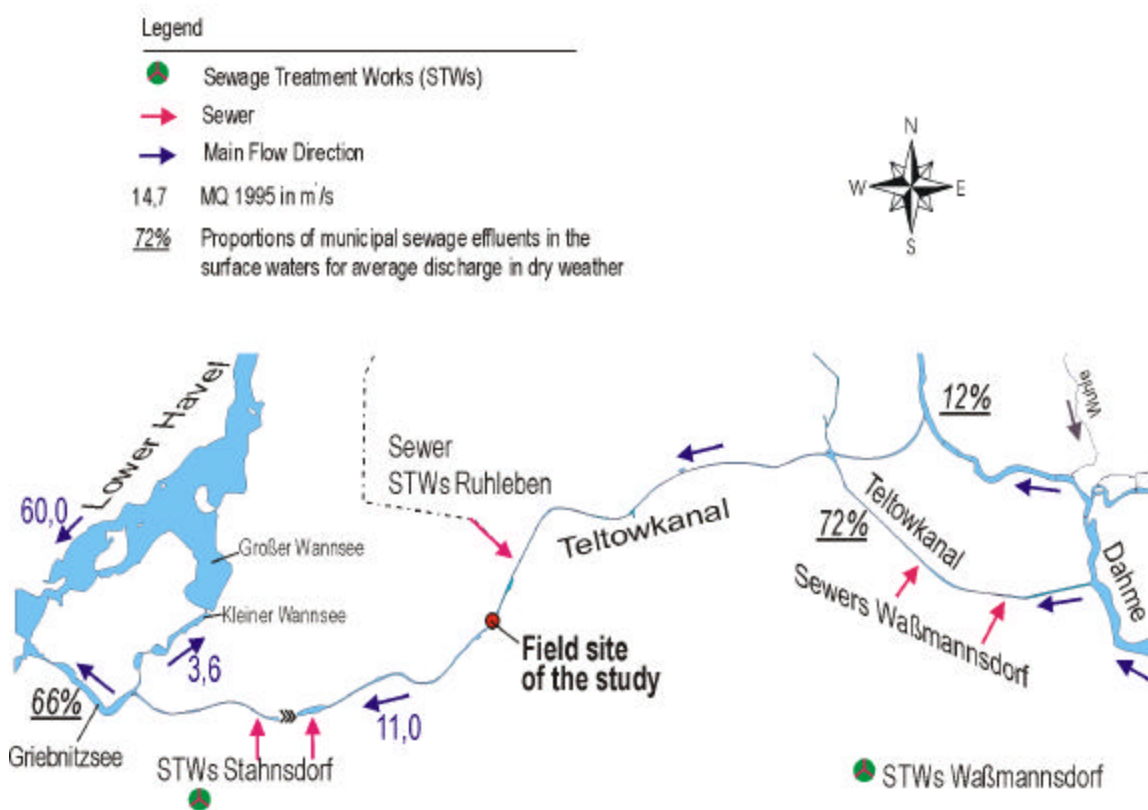 Legend
Sewage Treatment Works (STWs)
Sewer
Main Flow Direction
14,7 MQ 1995 in m³/s
72% Proportions of municipal sewage effluents in the
surface waters for average discharge in dry weather
N
W E
S
Lower Havel
60,0
Großer Wannsee
Kleiner Wannsee
3,6
66%
Griebnitzsee
Sewer
STWs Ruhleben
Teltowkanal
12%
Wuhle
Teltowkanal
72%
Sewers Waßmannsdorf
Dahme
Field site
of the study
11,0
STWs Stahnsdorf
STWs Waßmannsdorf